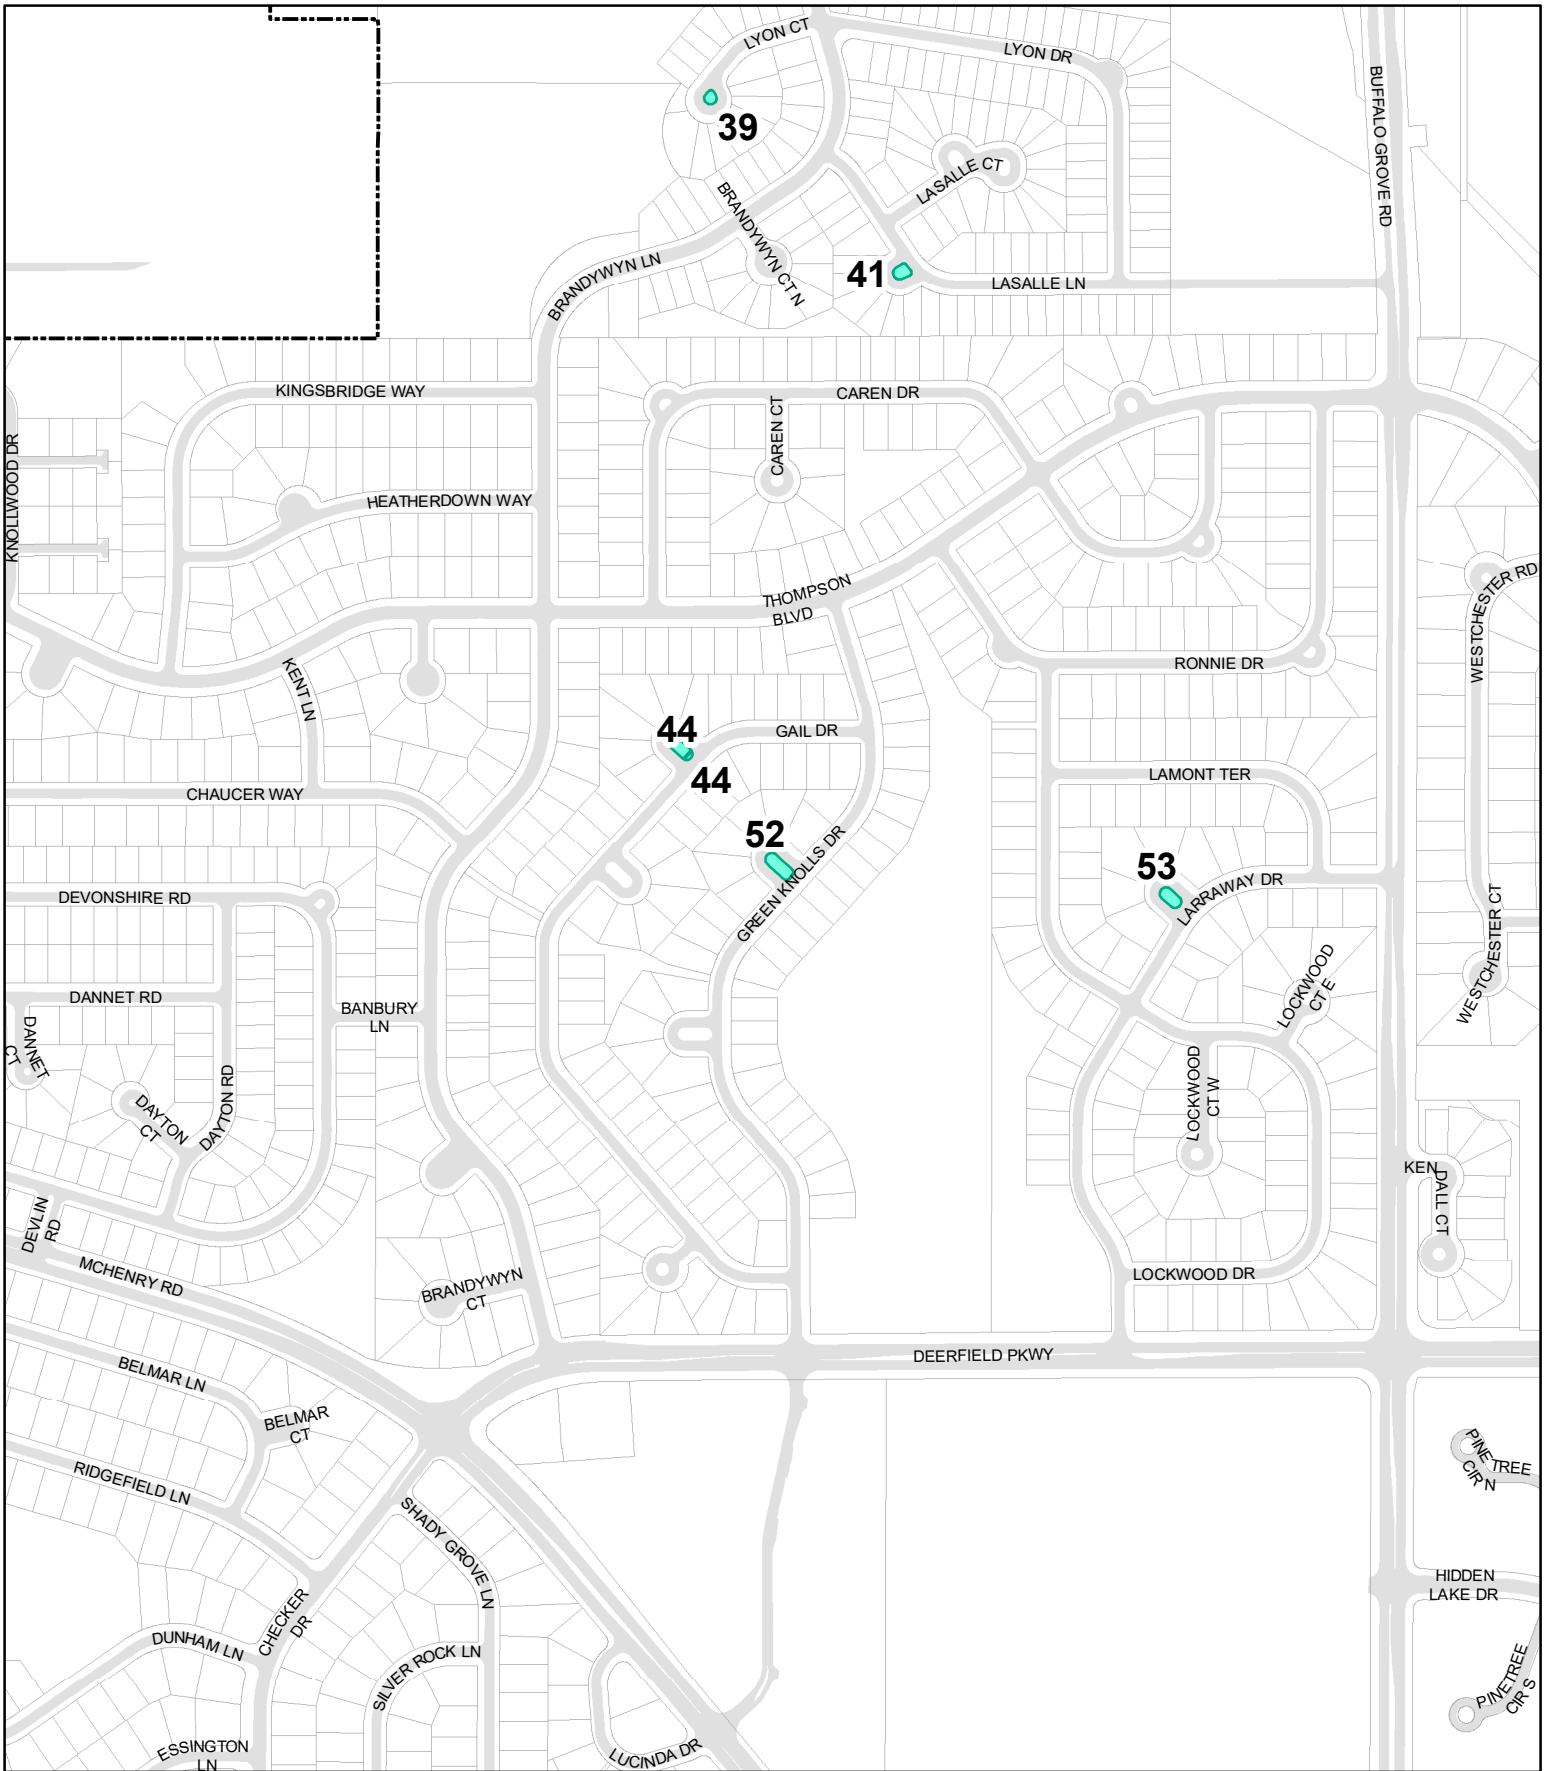 LYON CT
LYON DR
BUFFALO GROVE RD
39
LASALLE CT
BRANDYWYN CT N
BRANDYWYN LN
41
LASALLE LN
KINGSBRIDGE WAY
CAREN DR
CAREN CT
KNOLLWOOD DR
HEATHERDOWN WAY
THOMPSON
BLVD
WESTCHESTER RD
KENT LN
RONNIE DR
44
GAIL DR
44
LAMONT TER
CHAUCER WAY
52
GREEN KNOLLS DR
53
LARRAWAY DR
DEVONSHIRE RD
WESTCHESTER CT
DANNET RD
BANBURY
LN
LOCKWOOD
CT E
DANNET
CT
DAYTON
CT
DAYTON RD
LOCKWOOD
CT W
KENDALL CT
DEVLIN
RD
MCHENRY RD
BRANDYWYN
CT
LOCKWOOD DR
DEERFIELD PKWY
BELMAR LN
BELMAR
CT
RIDGEFIELD LN
PINETREE
CIR N
SHADY GROVE LN
HIDDEN
LAKE DR
CHECKER
DR
DUNHAM LN
SILVER ROCK LN
PINETREE
CIR S
ESSINGTON
LN
LUCINDA DR